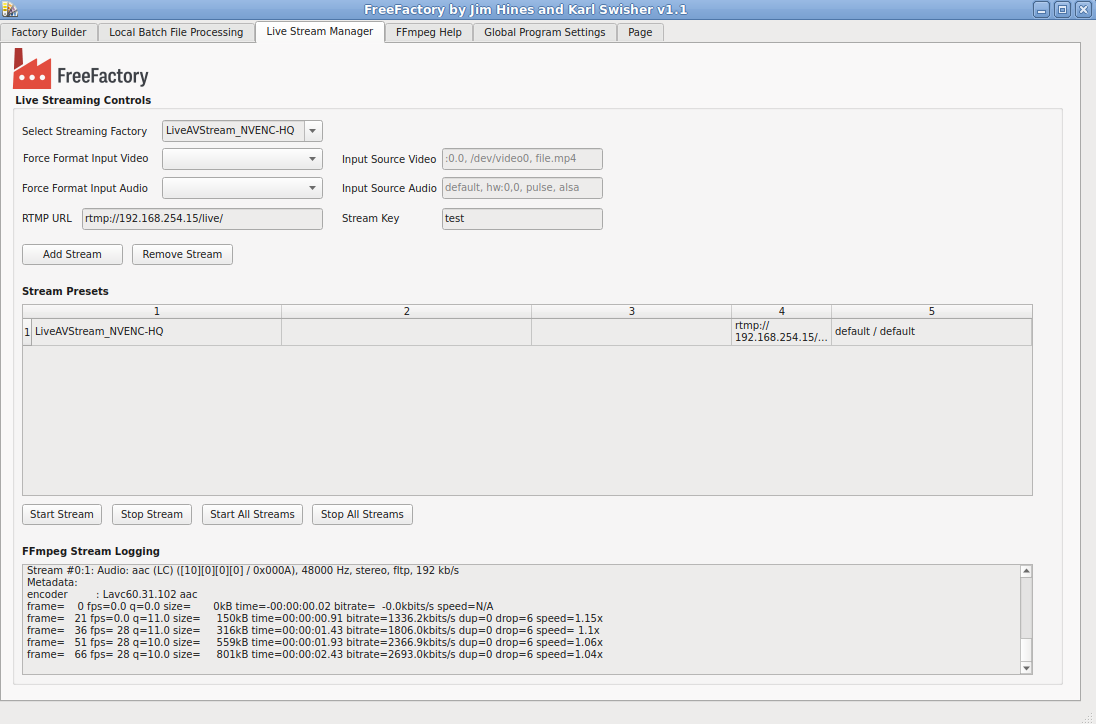 FreeFactory by Jim Hines and Karl Swisher v1.1
Factory Builder Local Batch File Processing Live Stream Manager FFmpeg Help Global Program Settings Page
FreeFactory
Live Streaming Controls
Select Streaming Factory LiveAVStream_NVENC-HQ
Force Format Input Video Input Source Video :0.0, /dev/video0, file.mp4
Force Format Input Audio Input Source Audio default, hw:0,0, pulse, alsa
RTMP URL rtmp://192.168.254.15/live/ Stream Key test
Add Stream Remove Stream
Stream Presets
1 2 3 4 5
1 LiveAVStream_NVENC-HQ rtmp://192.168.254.15/... default / default
Start Stream Stop Stream Start All Streams Stop All Streams
FFmpeg Stream Logging
Stream #0:1: Audio: aac (LC) ([10][0][0][0] / 0x000A), 48000 Hz, stereo, fltp, 192 kb/s
Metadata:
encoder : Lavc60.31.102 aac
frame= 0 fps=0.0 q=0.0 size= 0kB time=-00:00:00.02 bitrate= -0.0kbits/s speed=N/A
frame= 21 fps=0.0 q=11.0 size= 150kB time=00:00:00.91 bitrate=1336.2kbits/s dup=0 drop=6 speed=1.15x
frame= 36 fps= 28 q=11.0 size= 316kB time=00:00:01.43 bitrate=1806.0kbits/s dup=0 drop=6 speed= 1.1x
frame= 51 fps= 28 q=10.0 size= 559kB time=00:00:01.93 bitrate=2366.9kbits/s dup=0 drop=6 speed=1.06x
frame= 66 fps= 28 q=10.0 size= 801kB time=00:00:02.43 bitrate=2693.0kbits/s dup=0 drop=6 speed=1.04x